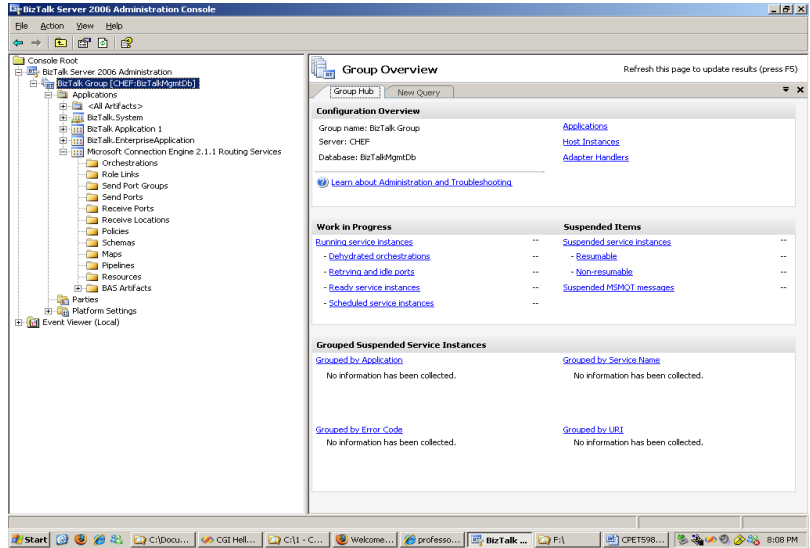 BizTalk Server 2006 Administration Console
File Action View Help
Console Root
BizTalk Server 2006 Administration
BizTalk Group [CHEF:BizTalkMgmtDb]
Applications
<All Artifacts>
BizTalk.System
BizTalk Application 1
BizTalk.EnterpriseApplication
Microsoft Connection Engine 2.1.1 Routing Services
Orchestrations
Role Links
Send Port Groups
Send Ports
Receive Ports
Receive Locations
Policies
Schemas
Maps
Pipelines
Resources
BAS Artifacts
Parties
Platform Settings
Event Viewer (Local)
Group Overview
Refresh this page to update results (press F5)
Group Hub New Query
Configuration Overview
Group name: BizTalk Group Applications
Server: CHEF Host Instances
Database: BizTalkMgmtDb Adapter Handlers
Learn about Administration and Troubleshooting
Work in Progress Suspended Items
Running service instances -- Suspended service instances --
- Dehydrated orchestrations -- - Resumable --
- Retrying and idle ports -- - Non-resumable --
- Ready service instances -- Suspended MSMQT messages --
- Scheduled service instances --
Grouped Suspended Service Instances
Grouped by Application Grouped by Service Name
No information has been collected. No information has been collected.
Grouped by Error Code Grouped by URI
No information has been collected. No information has been collected.
Start C:\Docu... CGI Hell... C:\1 - C... Welcome... professo... BizTalk ... F:\ CPET598... 8:08 PM